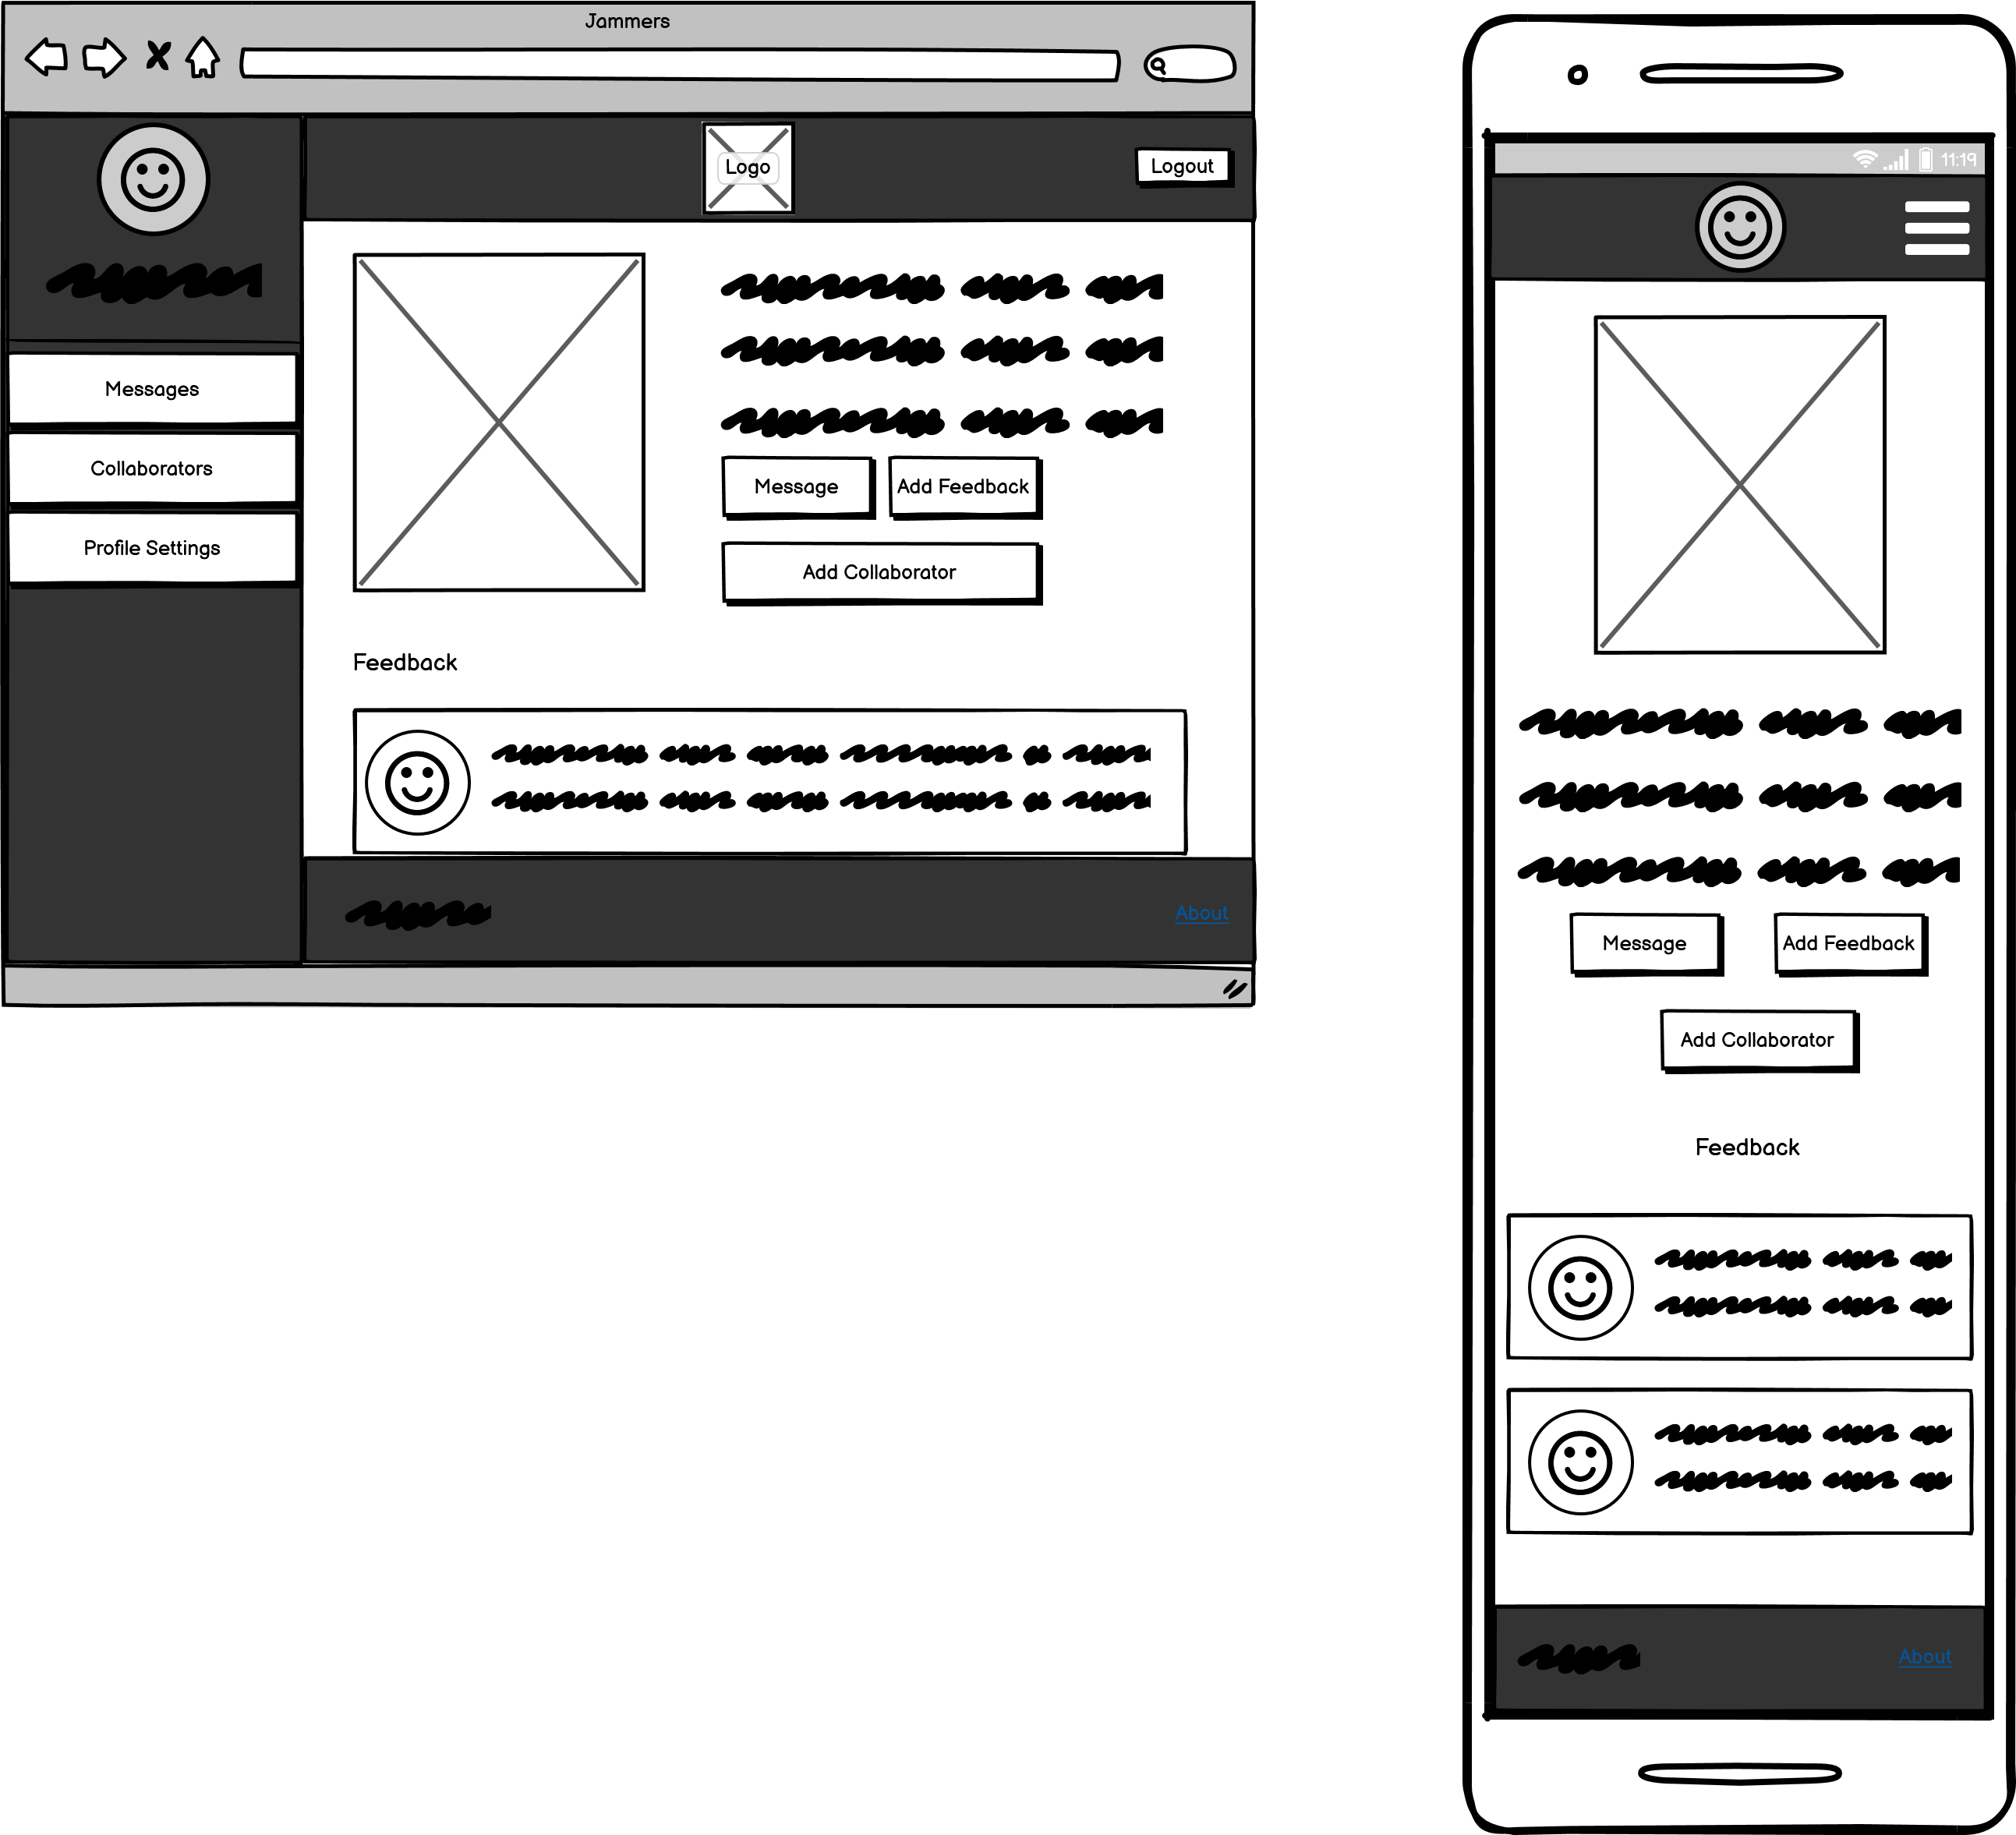 Jammers
Logo
Logout
Messages
Collaborators
Profile Settings
Message
Add Feedback
Add Collaborator
Feedback
About
11:19
Message
Add Feedback
Add Collaborator
Feedback
About